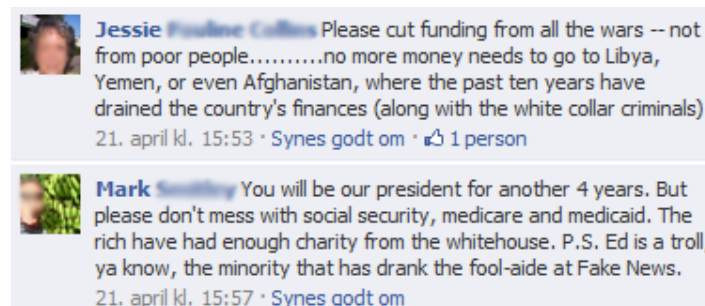 Jessie Please cut funding from all the wars -- not
from poor people..........no more money needs to go to Libya,
Yemen, or even Afghanistan, where the past ten years have
drained the country's finances (along with the white collar criminals)
21. april kl. 15:53 · Synes godt om · 1 person
Mark You will be our president for another 4 years. But
please don't mess with social security, medicare and medicaid. The
rich have had enough charity from the whitehouse. P.S. Ed is a troll,
ya know, the minority that has drank the fool-aide at Fake News.
21. april kl. 15:57 · Synes godt om